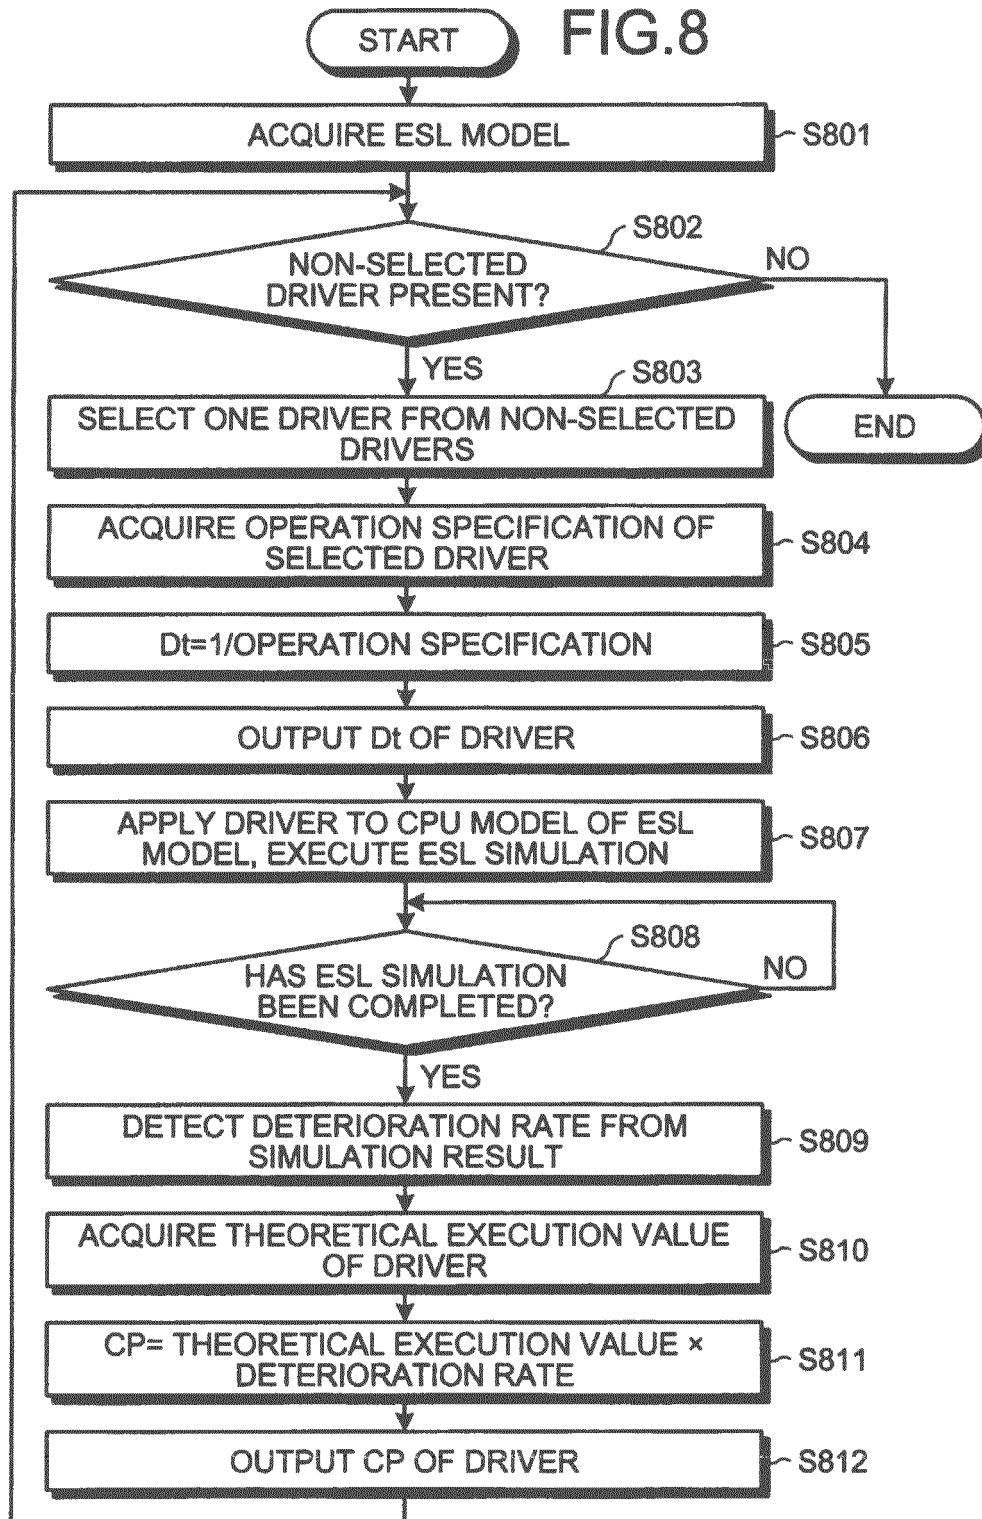 START
FIG.8
ACQUIRE ESL MODEL
S801
S802
NON-SELECTED
DRIVER PRESENT?
NO
YES
S803
SELECT ONE DRIVER FROM NON-SELECTED
DRIVERS
END
ACQUIRE OPERATION SPECIFICATION OF
SELECTED DRIVER
S804
Dt=1/OPERATION SPECIFICATION
S805
OUTPUT Dt OF DRIVER
S806
APPLY DRIVER TO CPU MODEL OF ESL
MODEL, EXECUTE ESL SIMULATION
S807
S808
HAS ESL SIMULATION
BEEN COMPLETED?
NO
YES
DETECT DETERIORATION RATE FROM
SIMULATION RESULT
S809
ACQUIRE THEORETICAL EXECUTION VALUE
OF DRIVER
S810
CP= THEORETICAL EXECUTION VALUE ×
DETERIORATION RATE
S811
OUTPUT CP OF DRIVER
S812